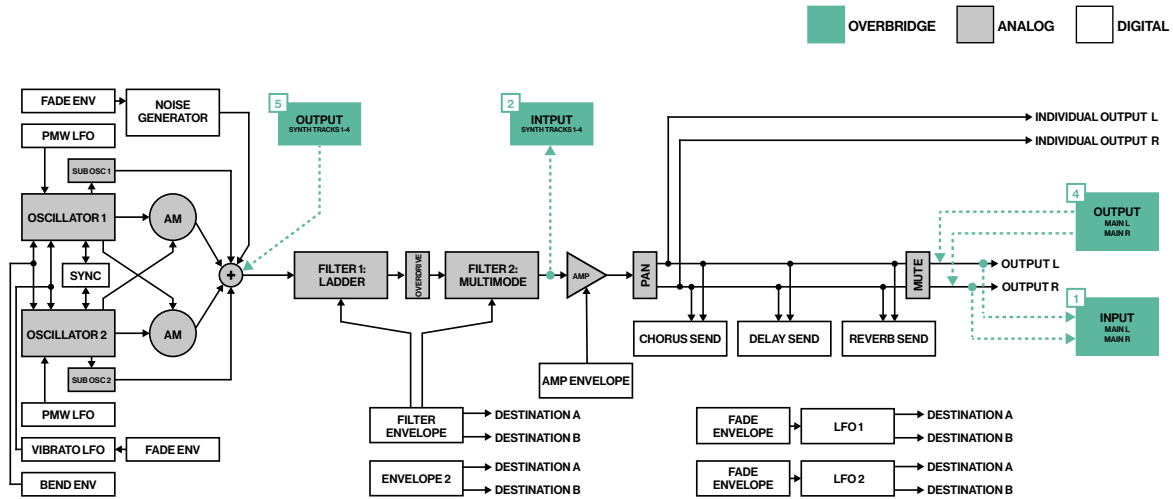 OVERBRIDGE
ANALOG
DIGITAL
FADE ENV
NOISE
GENERATOR
5
OUTPUT
SYNTH TRACKS 1-4
2
INTPUT
SYNTH TRACKS 1-4
INDIVIDUAL OUTPUT L
INDIVIDUAL OUTPUT R
PMW LFO
SUB OSC 1
OSCILLATOR 1
AM
SYNC
+
OSCILLATOR 2
AM
SUB OSC 2
PMW LFO
VIBRATO LFO
FADE ENV
BEND ENV
FILTER 1:
LADDER
OVERDRIVE
FILTER 2:
MULTIMODE
AMP
PAN
MUTE
4
OUTPUT
MAIN L
MAIN R
OUTPUT L
OUTPUT R
1
INPUT
MAIN L
MAIN R
CHORUS SEND
DELAY SEND
REVERB SEND
AMP ENVELOPE
FILTER
ENVELOPE
DESTINATION A
DESTINATION B
ENVELOPE 2
DESTINATION A
DESTINATION B
FADE
ENVELOPE
LFO 1
DESTINATION A
DESTINATION B
FADE
ENVELOPE
LFO 2
DESTINATION A
DESTINATION B